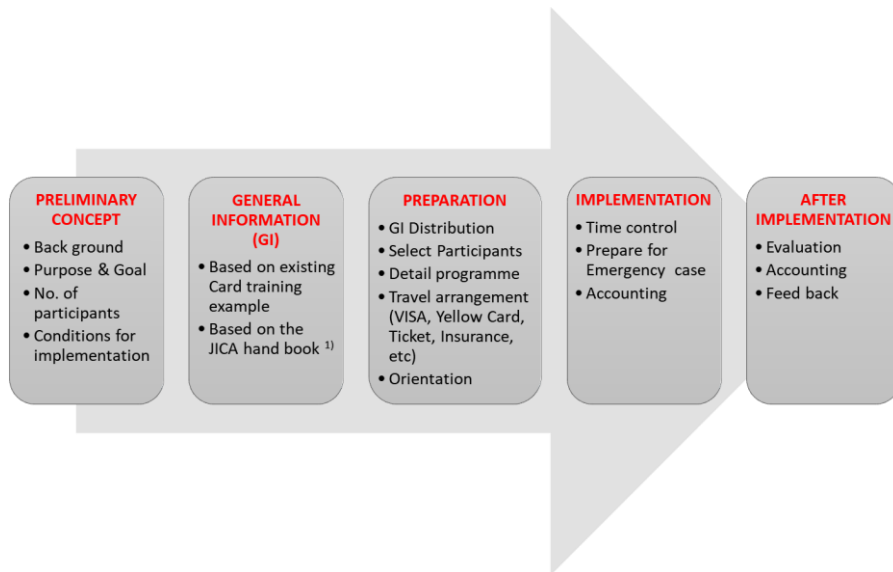 PRELIMINARY
CONCEPT
• Back ground
• Purpose & Goal
• No. of
participants
• Conditions for
implementation
GENERAL
INFORMATION
(GI)
• Based on existing
Card training
example
• Based on the
JICA hand book 1)
PREPARATION
• GI Distribution
• Select Participants
• Detail programme
• Travel arrangement
(VISA, Yellow Card,
Ticket, Insurance,
etc)
• Orientation
IMPLEMENTATION
• Time control
• Prepare for
Emergency case
• Accounting
AFTER
IMPLEMENTATION
• Evaluation
• Accounting
• Feed back